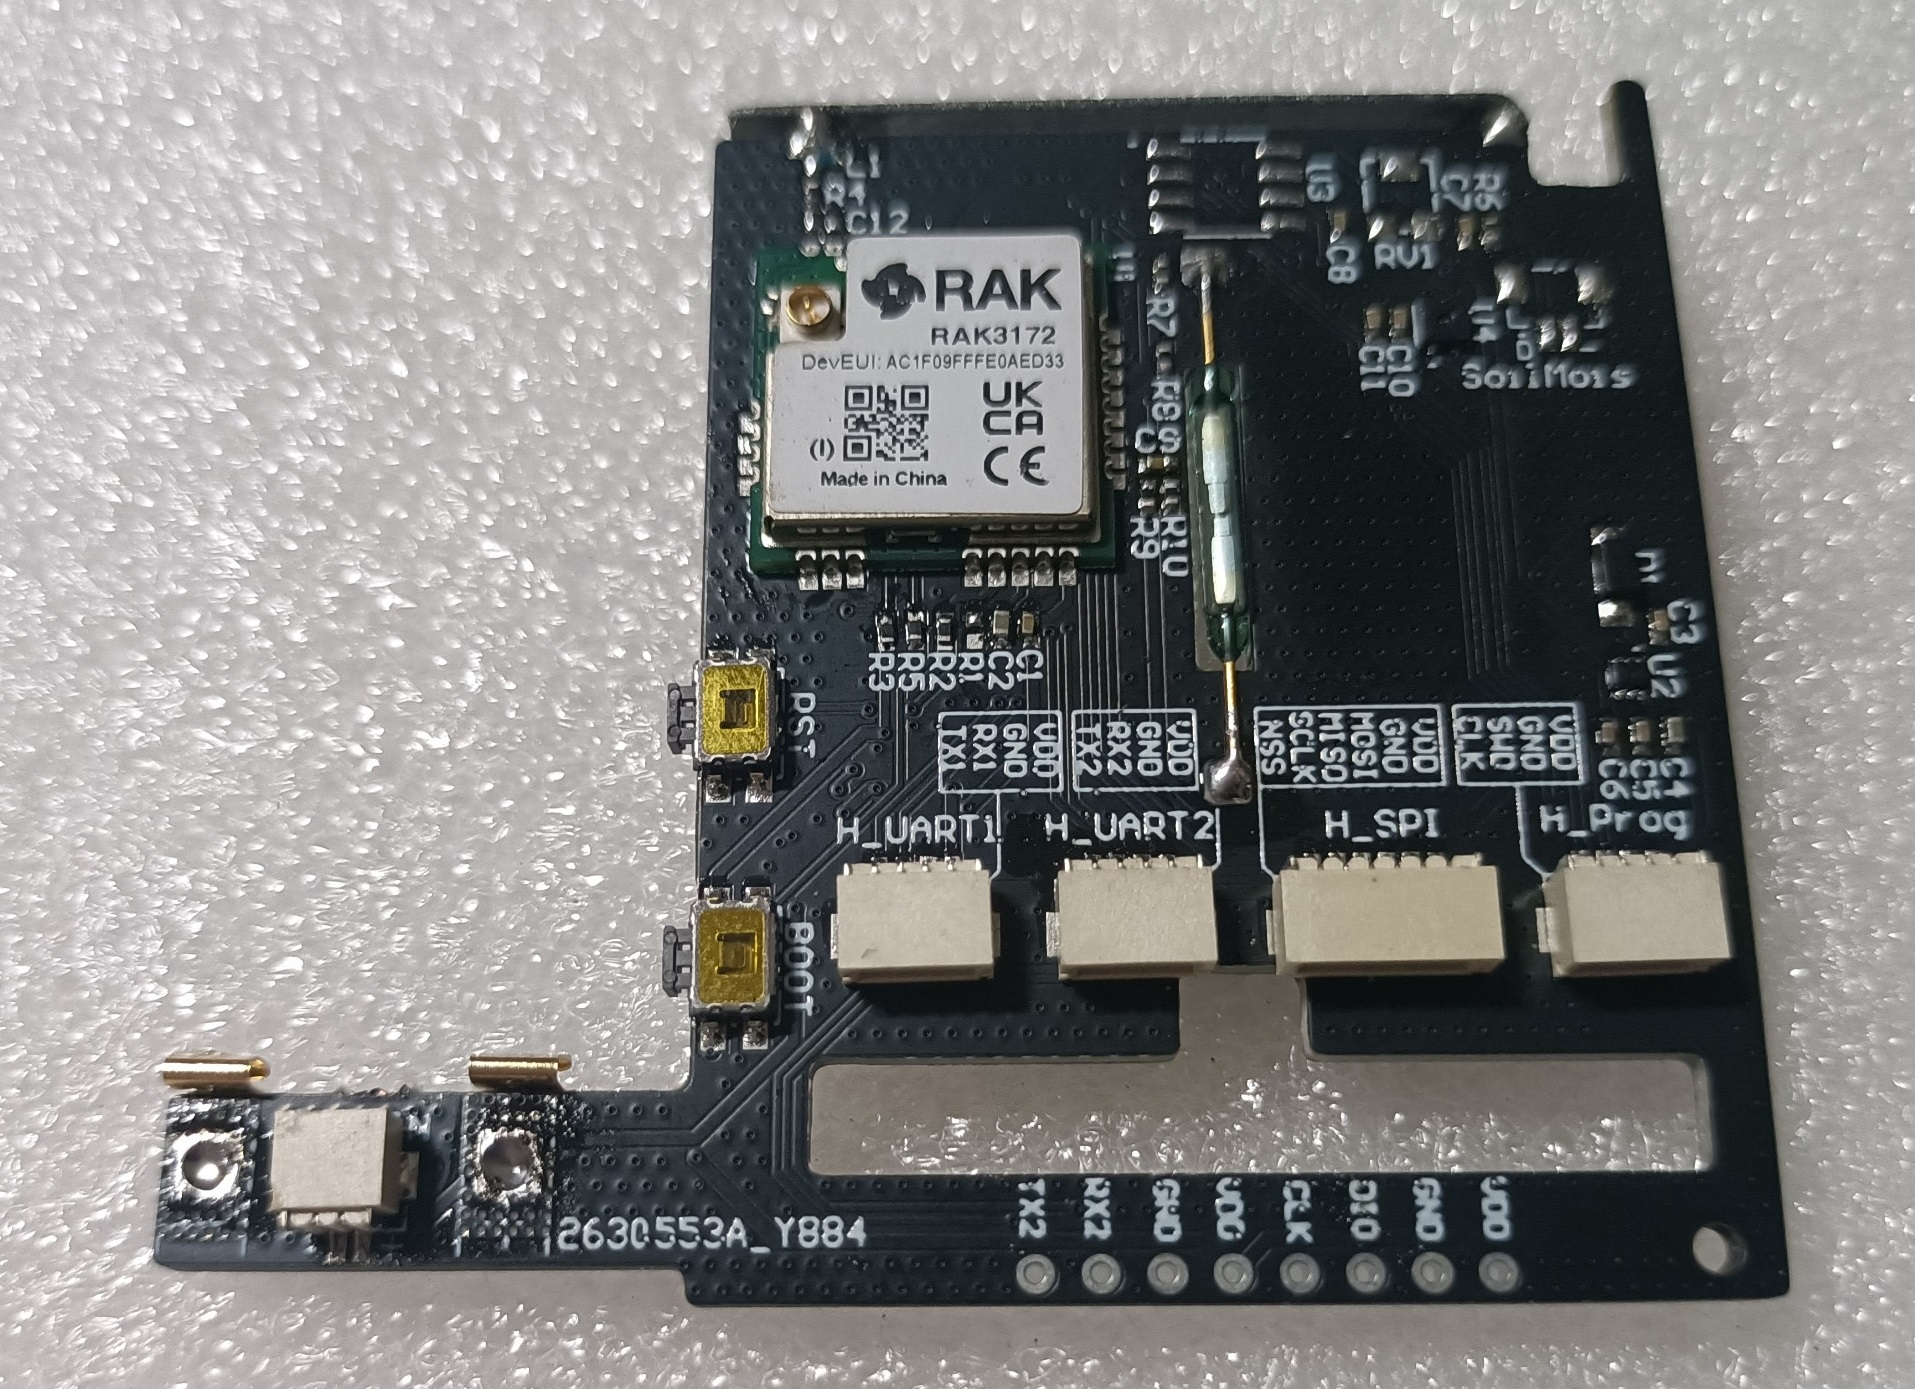 L1
R4
C12
U3
C7
R6
C8
RV1
RAK
RAK3172
DevEUI: AC1F09FFFE0AED33
UK
CA
(I)
CE
Made in China
R7
R8
C9
R9
R10
C11
C10
U4
SoilMois
C3
U2
R3
R5
R2
R1
C2
C1
RST
TX1
RX1
GND
VDD
TX2
RX2
GND
VDD
NSS
SCLK
MISO
MOSI
GND
VDD
CLK
SWD
GND
VDD
C6
C5
C4
H_UART1
H_UART2
H_SPI
H_Prog
BOOT
2630553A_Y884
TX2
RX2
GND
VDG
CLK
DIO
GND
VDD